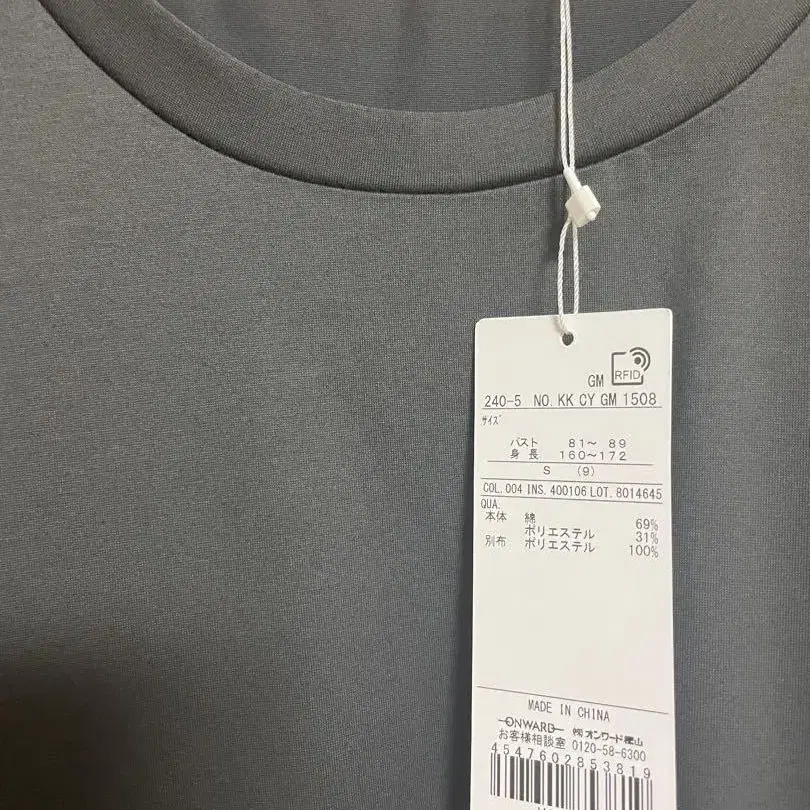 GM RFID
240-5 NO. KK CY GM 1508
サイズ
バスト 81〜 89
身 長 160〜172
S (9)
COL. 004 INS. 400106 LOT. 8014645
QUA.
本体 綿 69%
ポリエステル 31%
別布 ポリエステル 100%
MADE IN CHINA
ONWARD ㈱オンワード樫山
お客様相談室 0120-58-6300
4547602853819